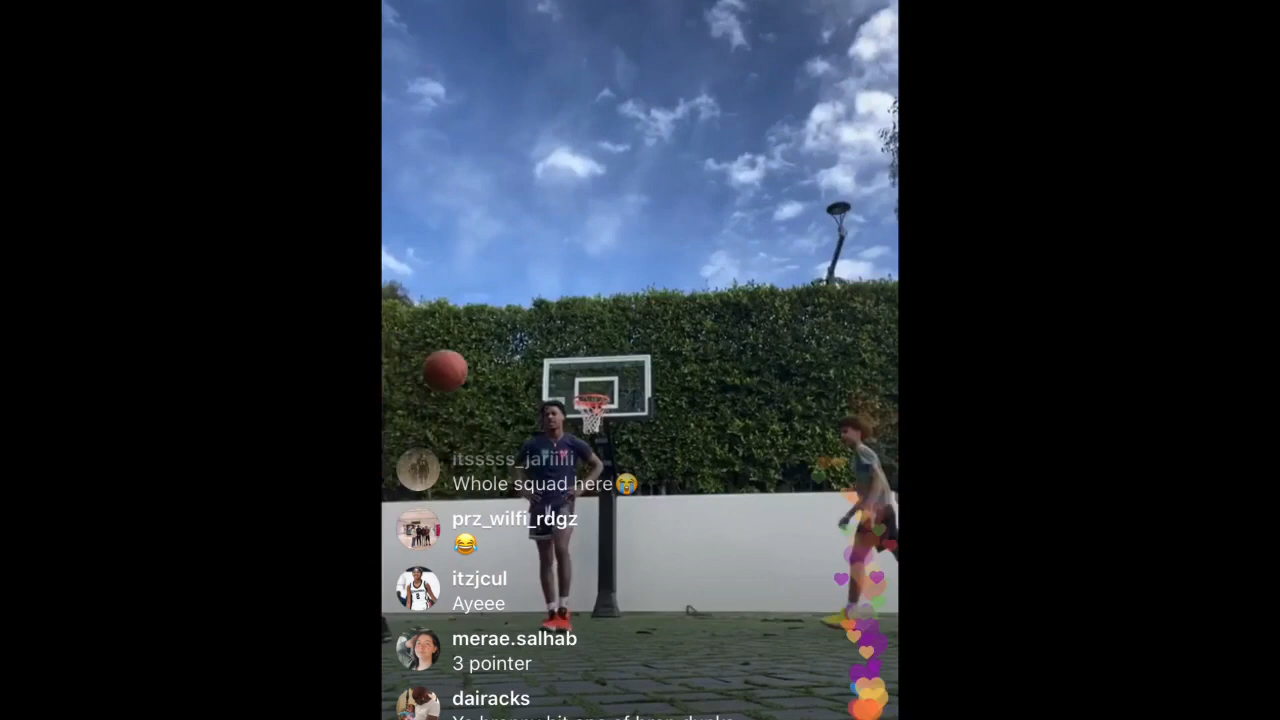 itsssss_jariiiii
Whole squad here😭
prz_wilfi_rdgz
😂
itzjcul
Ayeee
merae.salhab
3 pointer
dairacks